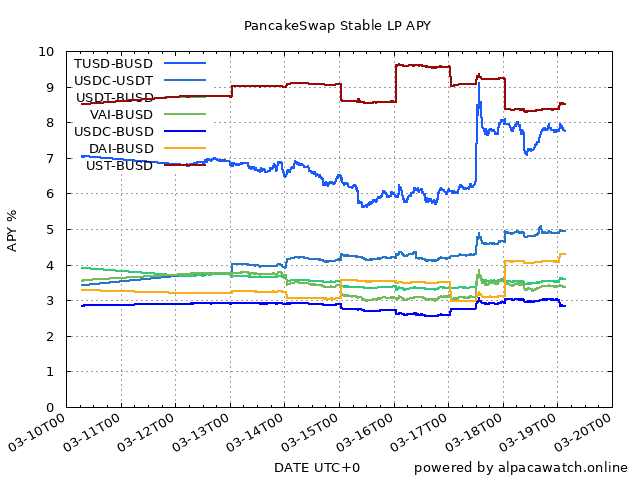 PancakeSwap Stable LP APY
10
9
8
7
6
5
4
3
2
1
0
APY %
TUSD-BUSD
USDC-USDT
USDT-BUSD
VAI-BUSD
USDC-BUSD
DAI-BUSD
UST-BUSD
03-10T00
03-11T00
03-12T00
03-13T00
03-14T00
03-15T00
03-16T00
03-17T00
03-18T00
03-19T00
03-20T00
DATE UTC+0
powered by alpacawatch.online